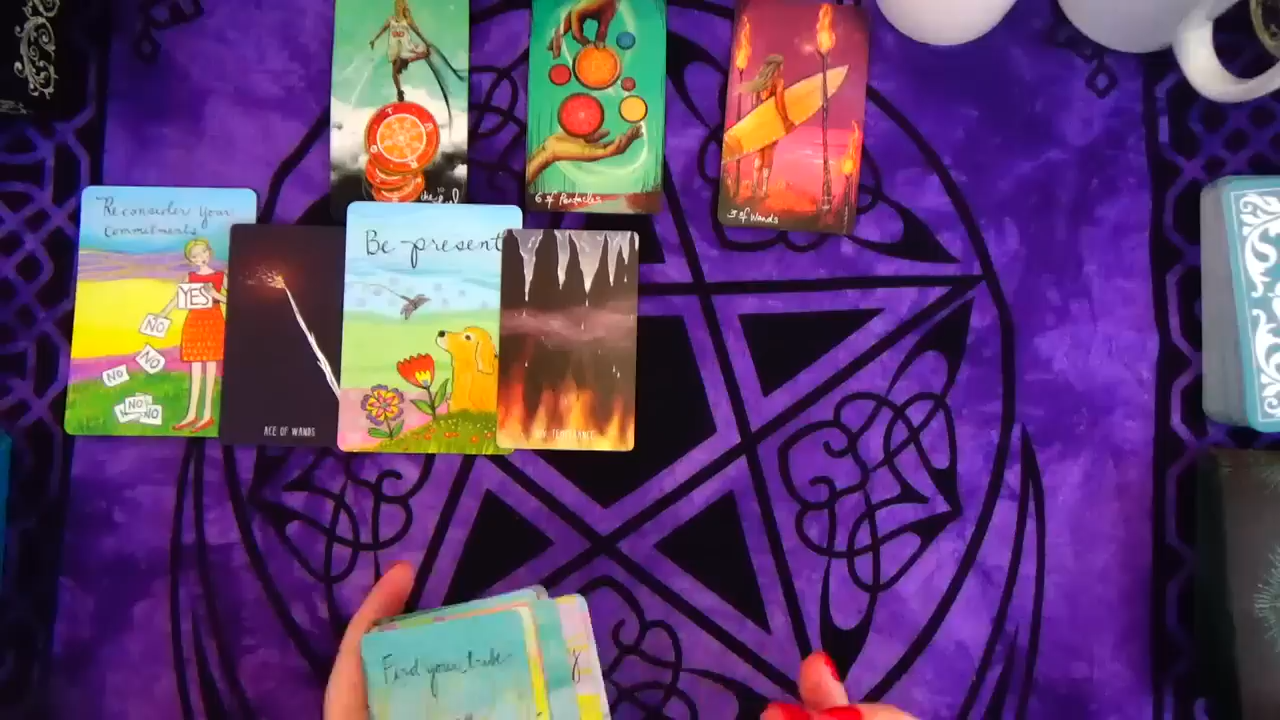 6 of Pentacles
3 of Wands
Reconsider Your
Commitments
YES
NO
NO
NO
NO
NO
ACE OF WANDS
Be present
TEMPERANCE
Find your tribe